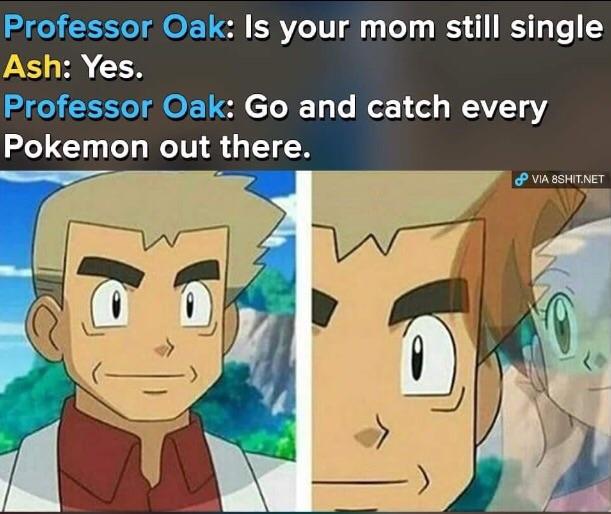 Professor Oak: Is your mom still single
Ash: Yes.
Professor Oak: Go and catch every
Pokemon out there.
VIA 8SHIT.NET